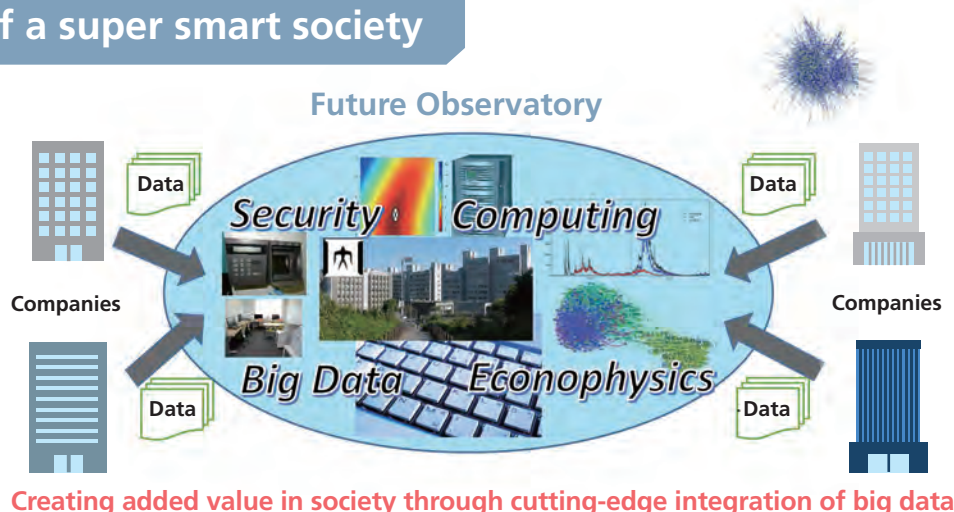 f a super smart society
Future Observatory
Data
Data
Security
Computing
Companies
Companies
Big Data
Econophysics
Data
Data
Creating added value in society through cutting-edge integration of big data